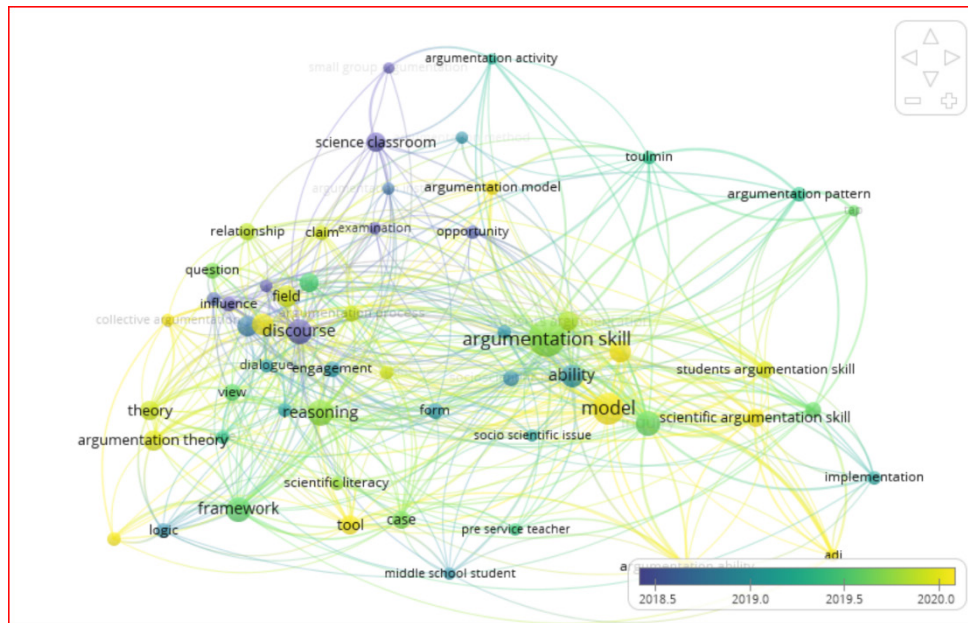 argumentation activity
small group argumentation
science classroom
toulmin
argumentation model
argumentation pattern
relationship
claim
examination
opportunity
question
influence
field
collective argumentation
argumentation process
discourse
argumentation skill
dialogue
engagement
ability
students argumentation skill
view
theory
reasoning
form
model
scientific argumentation skill
argumentation theory
socio scientific issue
scientific literacy
implementation
framework
logic
tool
case
pre service teacher
adi
argumentation ability
middle school student
2018.5
2019.0
2019.5
2020.0